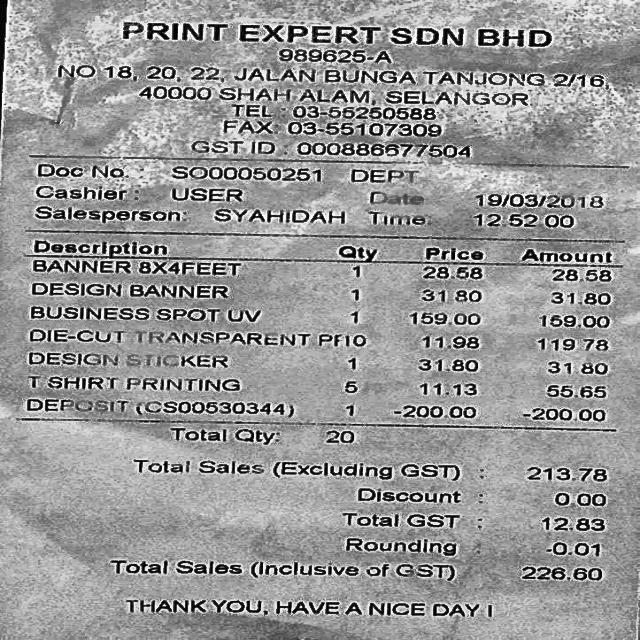 PRINT EXPERT SDN BHD
989625-A
NO 18, 20, 22, JALAN BUNGA TANJONG 2/16,
40000 SHAH ALAM, SELANGOR
TEL : 03-55250588
FAX: 03-55107309
GST ID : 000886677504
Doc No. : SO00050251 DEPT
Cashier : USER Date 19/03/2018
Salesperson: SYAHIDAH Time: 12:52:00
Description Qty Price Amount
BANNER 8X4FEET 1 28.58 28.58
DESIGN BANNER 1 31.80 31.80
BUSINESS SPOT UV 1 159.00 159.00
DIE-CUT TRANSPARENT PF10 11.98 119.78
DESIGN STICKER 1 31.80 31.80
T SHIRT PRINTING 5 11.13 55.65
DEPOSIT (CS00530344) 1 -200.00 -200.00
Total Qty: 20
Total Sales (Excluding GST) : 213.78
Discount : 0.00
Total GST : 12.83
Rounding : -0.01
Total Sales (Inclusive of GST) : 226.60
THANK YOU, HAVE A NICE DAY !